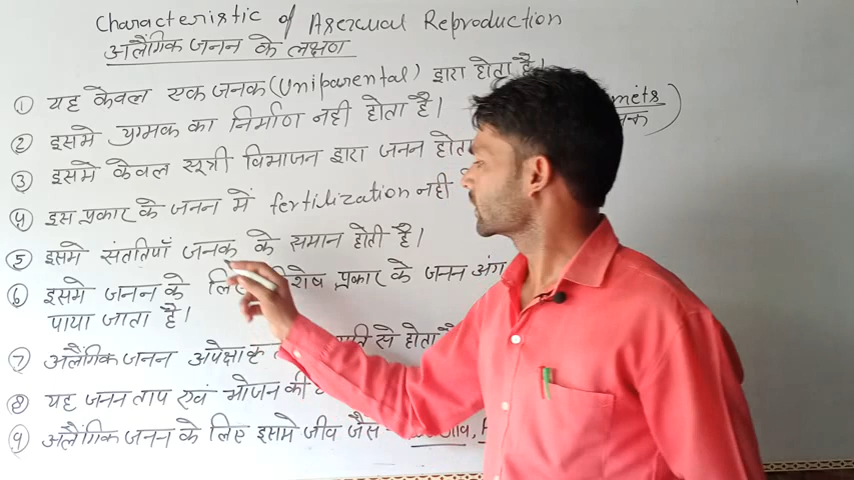 Characteristic of Asexual Reproduction
अलैंगिक जनन के लक्षण
① यह केवल एक जनक (Uniparental) द्वारा होता है।
② इसमे युग्मक का निर्माण नही होता है।
③ इसमे केवल सूत्री विभाजन द्वारा जनन होता
④ इस प्रकार के जनन में fertilization नही
⑤ इसमे संततियाँ जनक के समान होती है।
⑥ इसमे जनन के प्रकार के जनन अंग
पाया जाता है।
⑦ अलैंगिक जनन से होता
⑧ यह जनन ताप एवं भोजन की
⑨ अलैंगिक जनन के लिए इसमे जीव जैसे